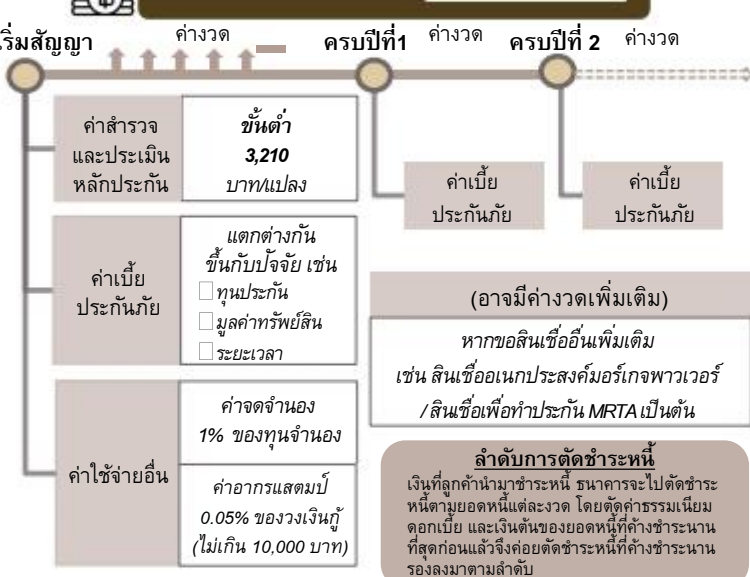 เริ่มสัญญา
ค่างวด
ครบปีที่1
ค่างวด
ครบปีที่ 2
ค่างวด
ค่าสำรวจ
และประเมิน
หลักประกัน
ขั้นต่ำ
3,210
บาท/แปลง
ค่าเบี้ย
ประกันภัย
ค่าเบี้ย
ประกันภัย
ค่าเบี้ย
ประกันภัย
แตกต่างกัน
ขึ้นกับปัจจัย เช่น
ทุนประกัน
มูลค่าทรัพย์สิน
ระยะเวลา
(อาจมีค่างวดเพิ่มเติม)
หากขอสินเชื่ออื่นเพิ่มเติม
เช่น สินเชื่ออเนกประสงค์มอร์เกจพาวเวอร์
/ สินเชื่อเพื่อทำประกัน MRTA เป็นต้น
ค่าใช้จ่ายอื่น
ค่าจดจำนอง
1% ของทุนจำนอง
ค่าอากรแสตมป์
0.05% ของวงเงินกู้
(ไม่เกิน 10,000 บาท)
ลำดับการตัดชำระหนี้
เงินที่ลูกค้านำมาชำระหนี้ ธนาคารจะไปตัดชำระ
หนี้ตามยอดหนี้แต่ละงวด โดยตัดค่าธรรมเนียม
ดอกเบี้ย และเงินต้นของยอดหนี้ที่ค้างชำระนาน
ที่สุดก่อนแล้วจึงค่อยตัดชำระหนี้ที่ค้างชำระนาน
รองลงมาตามลำดับ